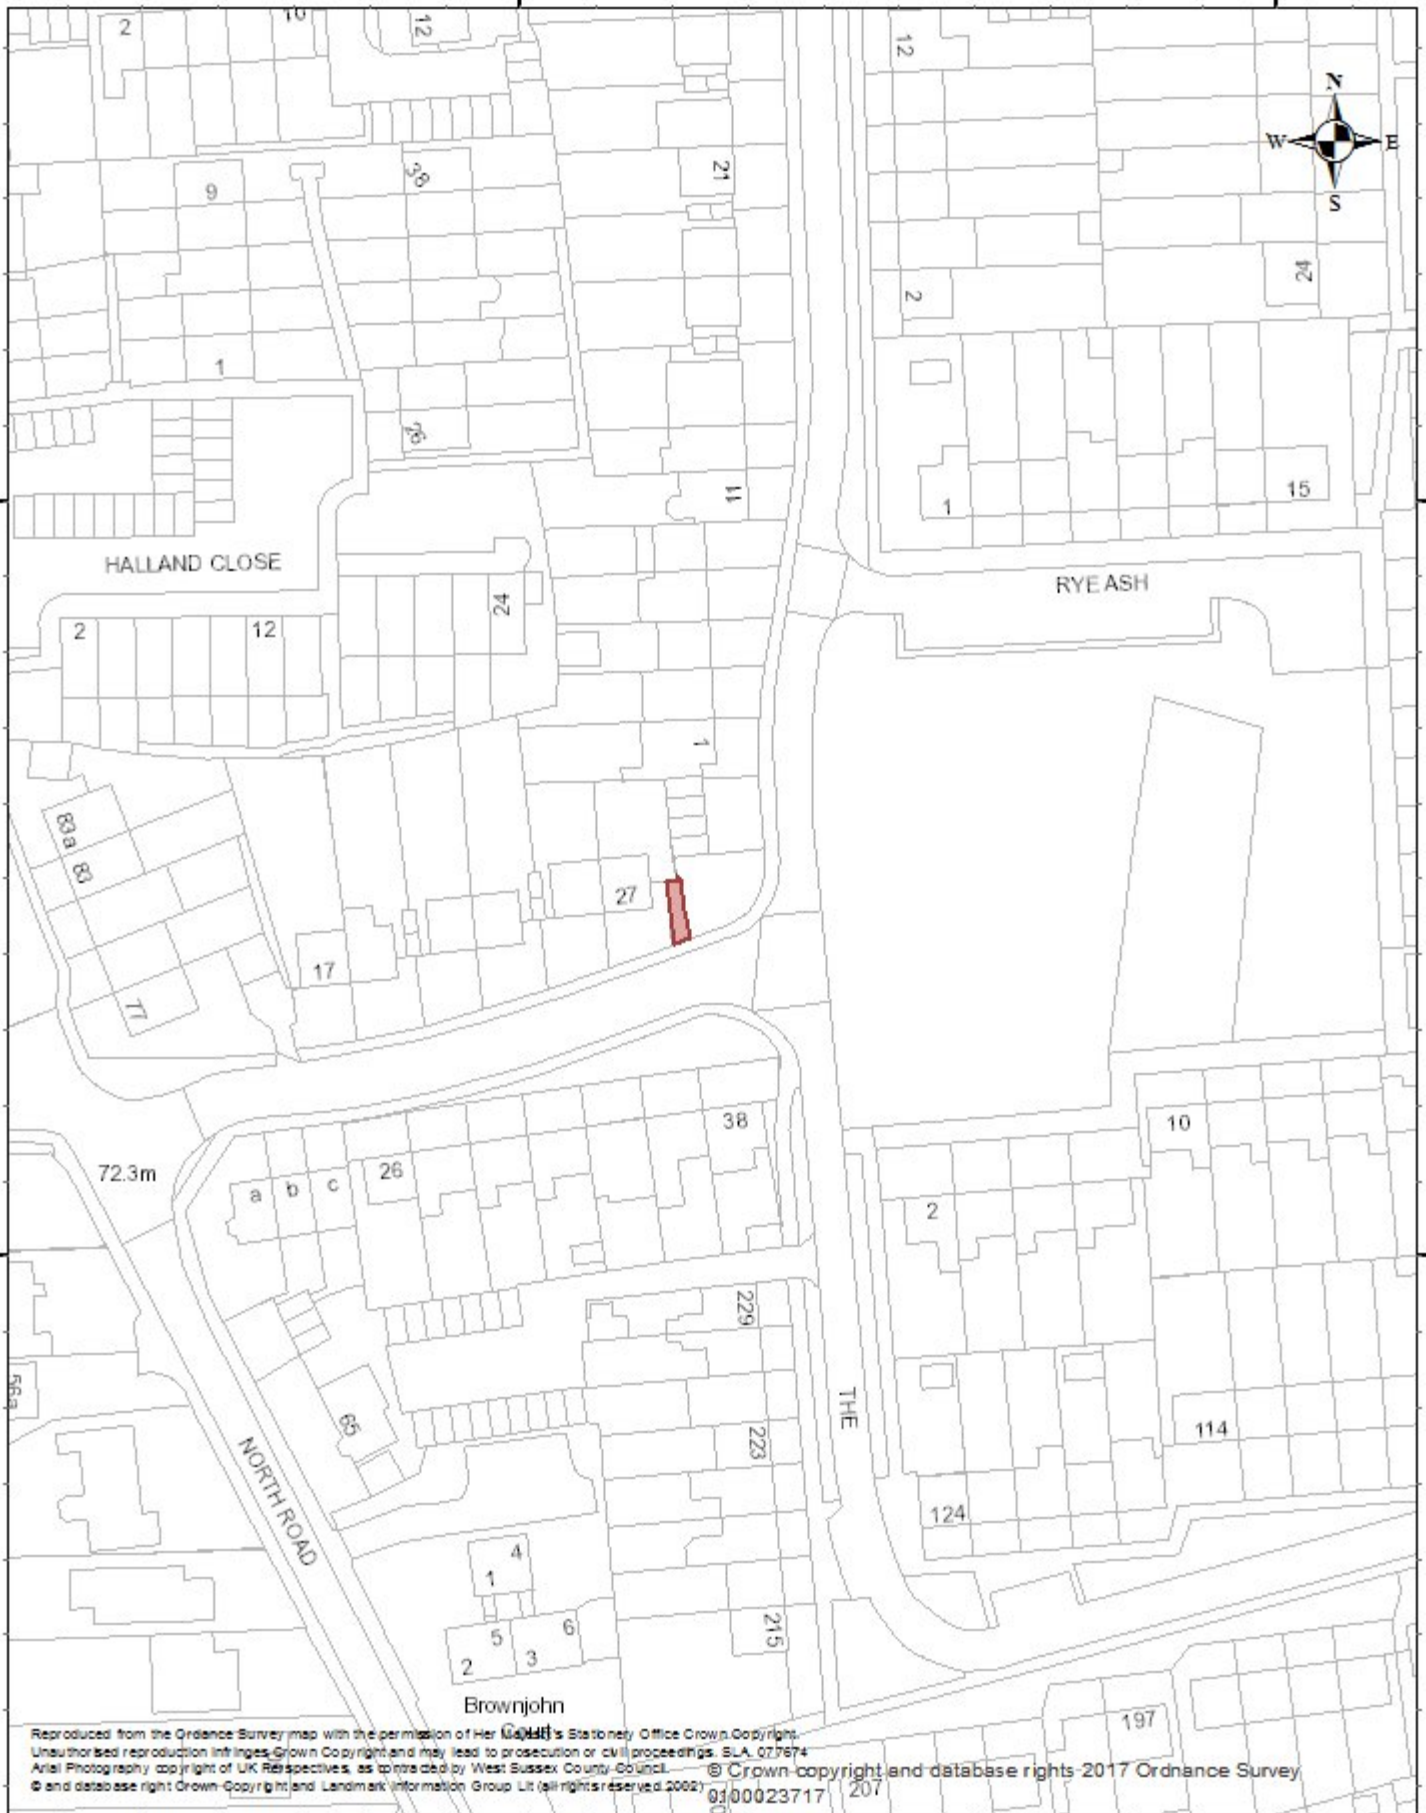 2
10
12
12
N
W E
S
9
38
21
24
2
1
26
11
1
15
HALLAND CLOSE
RYE ASH
24
2
12
1
83a
83
27
17
77
10
38
72.3m
26
a
b
c
2
229
56a
THE
65
223
114
NORTH ROAD
124
4
1
6
5
3
2
215
Brownjohn
Court
197
Reproduced from the Ordance Survey map with the permission of Her Majesty's Stationery Office Crown Copyright.
Unauthorised reproduction infringes Crown Copyright and may lead to prosecution or civil proceedings. SLA. 077674
Arial Photography copyright of UK Perspectives, as contracted by West Sussex County Council.
© and database right Crown Copyright and Landmark Information Group Lit (all rights reserved 2002)
© Crown copyright and database rights 2017 Ordnance Survey
0100023717
207